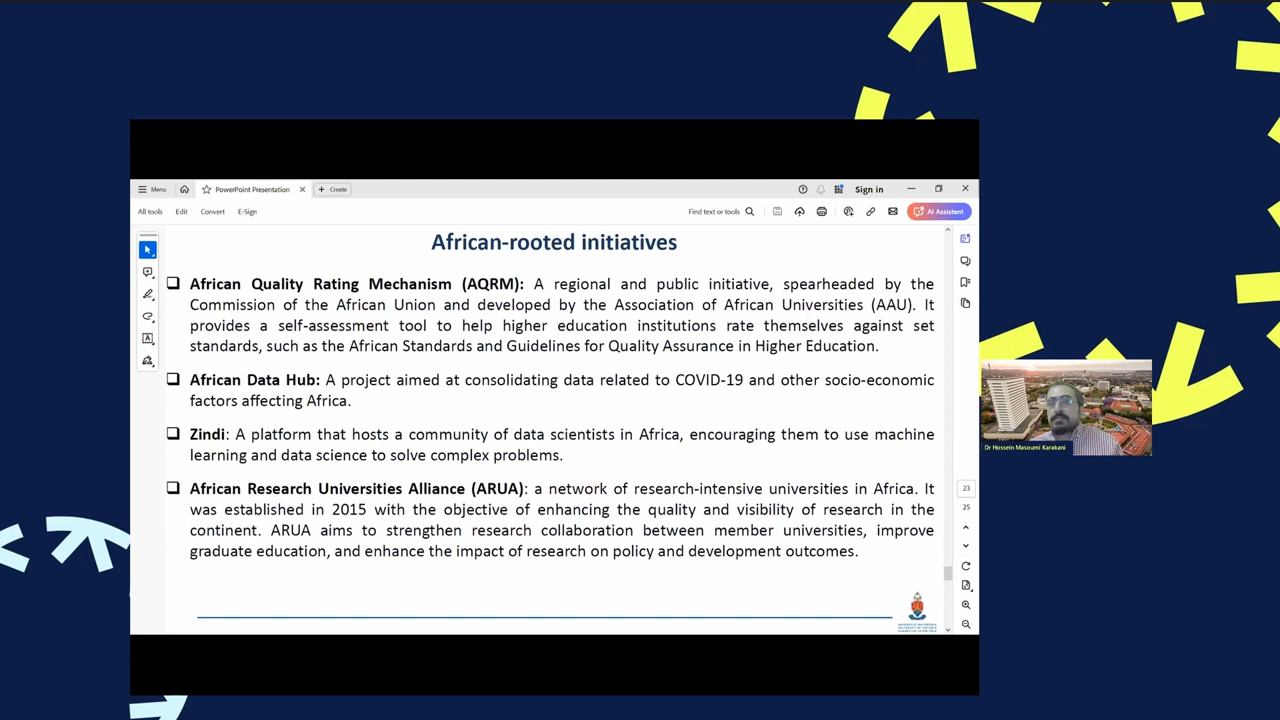 Menu
PowerPoint Presentation
Create
Sign in
All tools
Edit
Convert
E-Sign
Find text or tools
AI Assistant
African-rooted initiatives
African Quality Rating Mechanism (AQRM): A regional and public initiative, spearheaded by the
Commission of the African Union and developed by the Association of African Universities (AAU). It
provides a self-assessment tool to help higher education institutions rate themselves against set
standards, such as the African Standards and Guidelines for Quality Assurance in Higher Education.
African Data Hub: A project aimed at consolidating data related to COVID-19 and other socio-economic
factors affecting Africa.
Zindi: A platform that hosts a community of data scientists in Africa, encouraging them to use machine
learning and data science to solve complex problems.
African Research Universities Alliance (ARUA): a network of research-intensive universities in Africa. It
was established in 2015 with the objective of enhancing the quality and visibility of research in the
continent. ARUA aims to strengthen research collaboration between member universities, improve
graduate education, and enhance the impact of research on policy and development outcomes.
23
25
Dr Hossein Masoumi Karakani